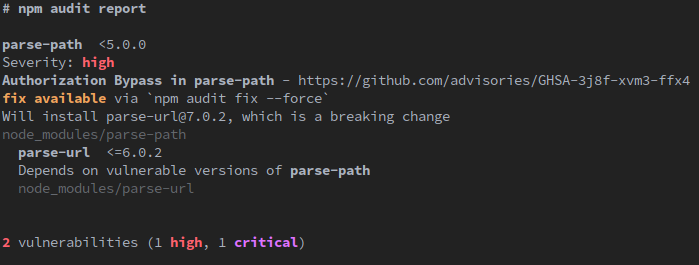 # npm audit report
parse-path <5.0.0
Severity: high
Authorization Bypass in parse-path - https://github.com/advisories/GHSA-3j8f-xvm3-ffx4
fix available via `npm audit fix --force`
Will install parse-url@7.0.2, which is a breaking change
node_modules/parse-path
parse-url <=6.0.2
Depends on vulnerable versions of parse-path
node_modules/parse-url
2 vulnerabilities (1 high, 1 critical)